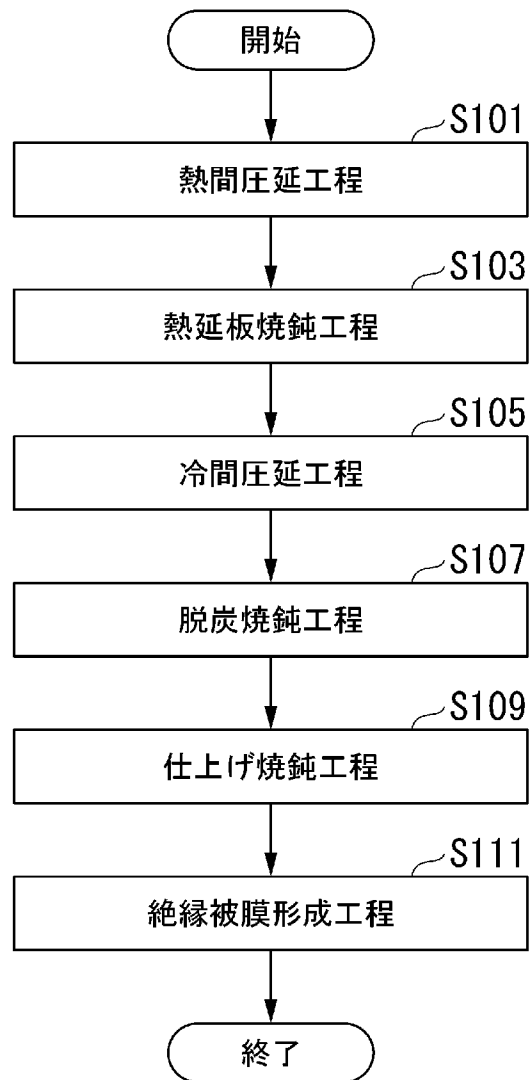 開始
S101
熱間圧延工程
S103
熱延板焼鈍工程
S105
冷間圧延工程
S107
脱炭焼鈍工程
S109
仕上げ焼鈍工程
S111
絶縁被膜形成工程
終了